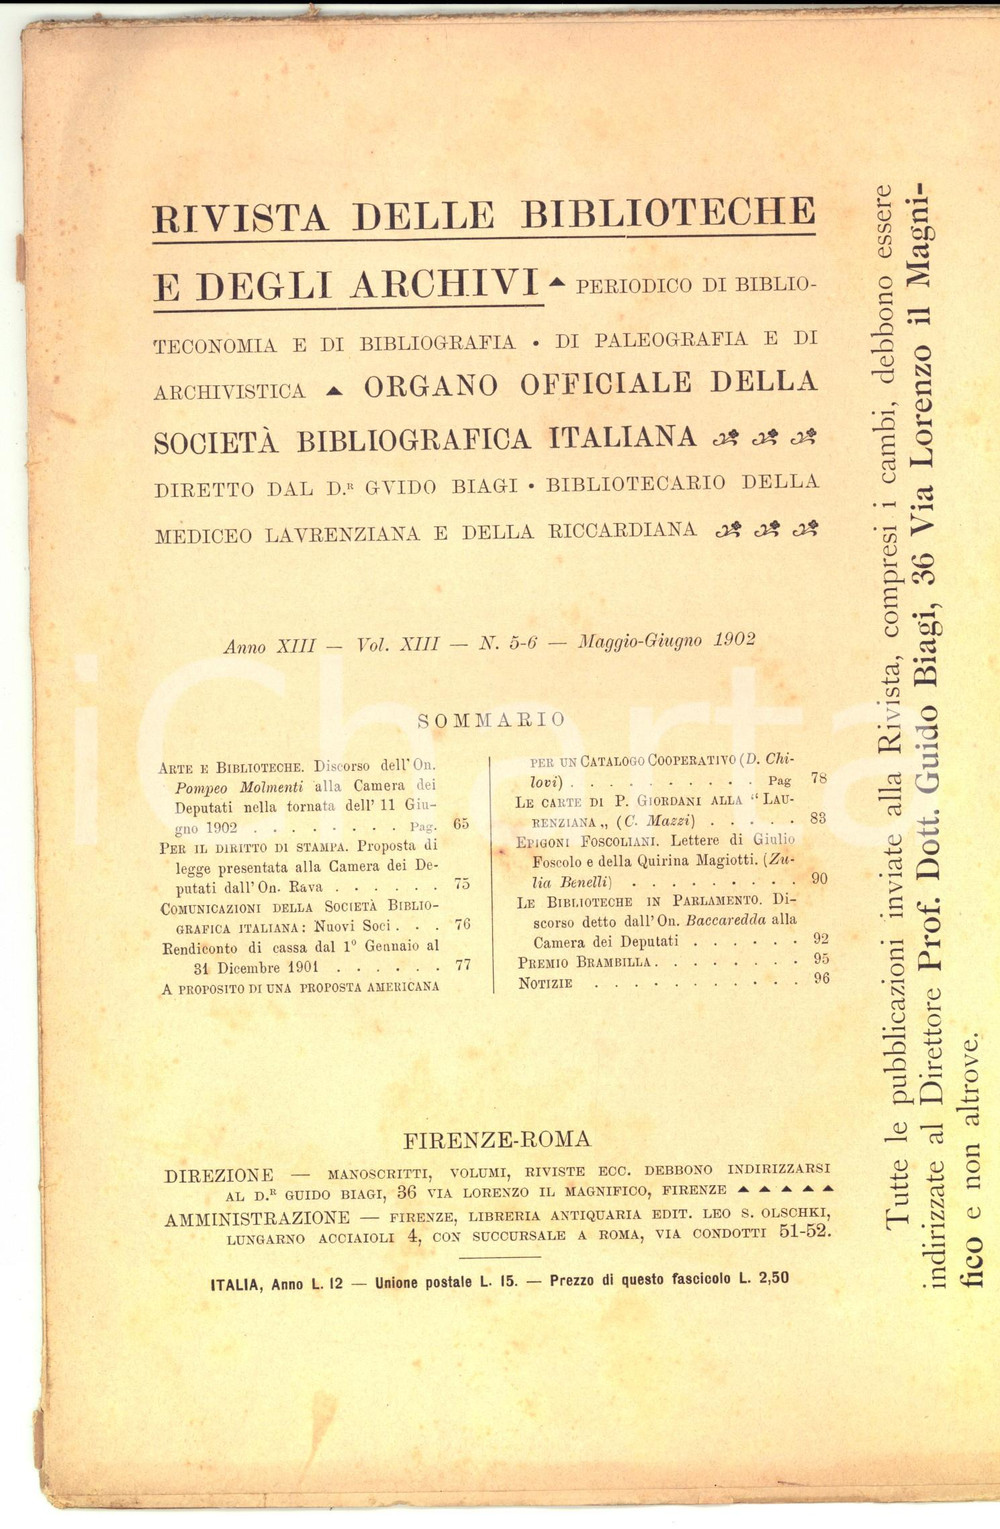 RIVISTA DELLE BIBLIOTECHE
E DEGLI ARCHIVI ▲ PERIODICO DI BIBLIO-
TECONOMIA E DI BIBLIOGRAFIA • DI PALEOGRAFIA E DI
ARCHIVISTICA ▲ ORGANO OFFICIALE DELLA
SOCIETÀ BIBLIOGRAFICA ITALIANA
DIRETTO DAL D.R GVIDO BIAGI • BIBLIOTECARIO DELLA
MEDICEO LAVRENZIANA E DELLA RICCARDIANA
Anno XIII — Vol. XIII — N. 5-6 — Maggio-Giugno 1902
SOMMARIO
ARTE E BIBLIOTECHE. Discorso dell'On.
Pompeo Molmenti alla Camera dei
Deputati nella tornata dell' 11 Giu-
gno 1902 . . . . . . . . Pag. 65
PER IL DIRITTO DI STAMPA. Proposta di
legge presentata alla Camera dei De-
putati dall'On. Rava . . . . . . 75
COMUNICAZIONI DELLA SOCIETÀ BIBLIO-
GRAFICA ITALIANA: Nuovi Soci . . . 76
Rendiconto di cassa dal 1° Gennaio al
31 Dicembre 1901 . . . . . . 77
A PROPOSITO DI UNA PROPOSTA AMERICANA
PER UN CATALOGO COOPERATIVO (D. Chi-
lovi) . . . . . . . . . . Pag 78
LE CARTE DI P. GIORDANI ALLA “LAU-
RENZIANA„ (C. Mazzi) . . . . . 83
EPIGONI FOSCOLIANI. Lettere di Giulio
Foscolo e della Quirina Magiotti. (Zu-
lia Benelli) . . . . . . . . . 90
LE BIBLIOTECHE IN PARLAMENTO. Di-
scorso detto dall'On. Baccaredda alla
Camera dei Deputati . . . . . . 92
PREMIO BRAMBILLA . . . . . . . . 95
NOTIZIE . . . . . . . . . . . 96
FIRENZE-ROMA
DIREZIONE — MANOSCRITTI, VOLUMI, RIVISTE ECC. DEBBONO INDIRIZZARSI
AL D.R GUIDO BIAGI, 36 VIA LORENZO IL MAGNIFICO, FIRENZE ▲ ▲ ▲ ▲ ▲
AMMINISTRAZIONE — FIRENZE, LIBRERIA ANTIQUARIA EDIT. LEO S. OLSCHKI,
LUNGARNO ACCIAIOLI 4, CON SUCCURSALE A ROMA, VIA CONDOTTI 51-52.
ITALIA, Anno L. 12 — Unione postale L. 15. — Prezzo di questo fascicolo L. 2,50
Tutte le pubblicazioni inviate alla Rivista, compresi i cambi, debbono essere
indirizzate al Direttore Prof. Dott. Guido Biagi, 36 Via Lorenzo il Magni-
fico e non altrove.
iCharta